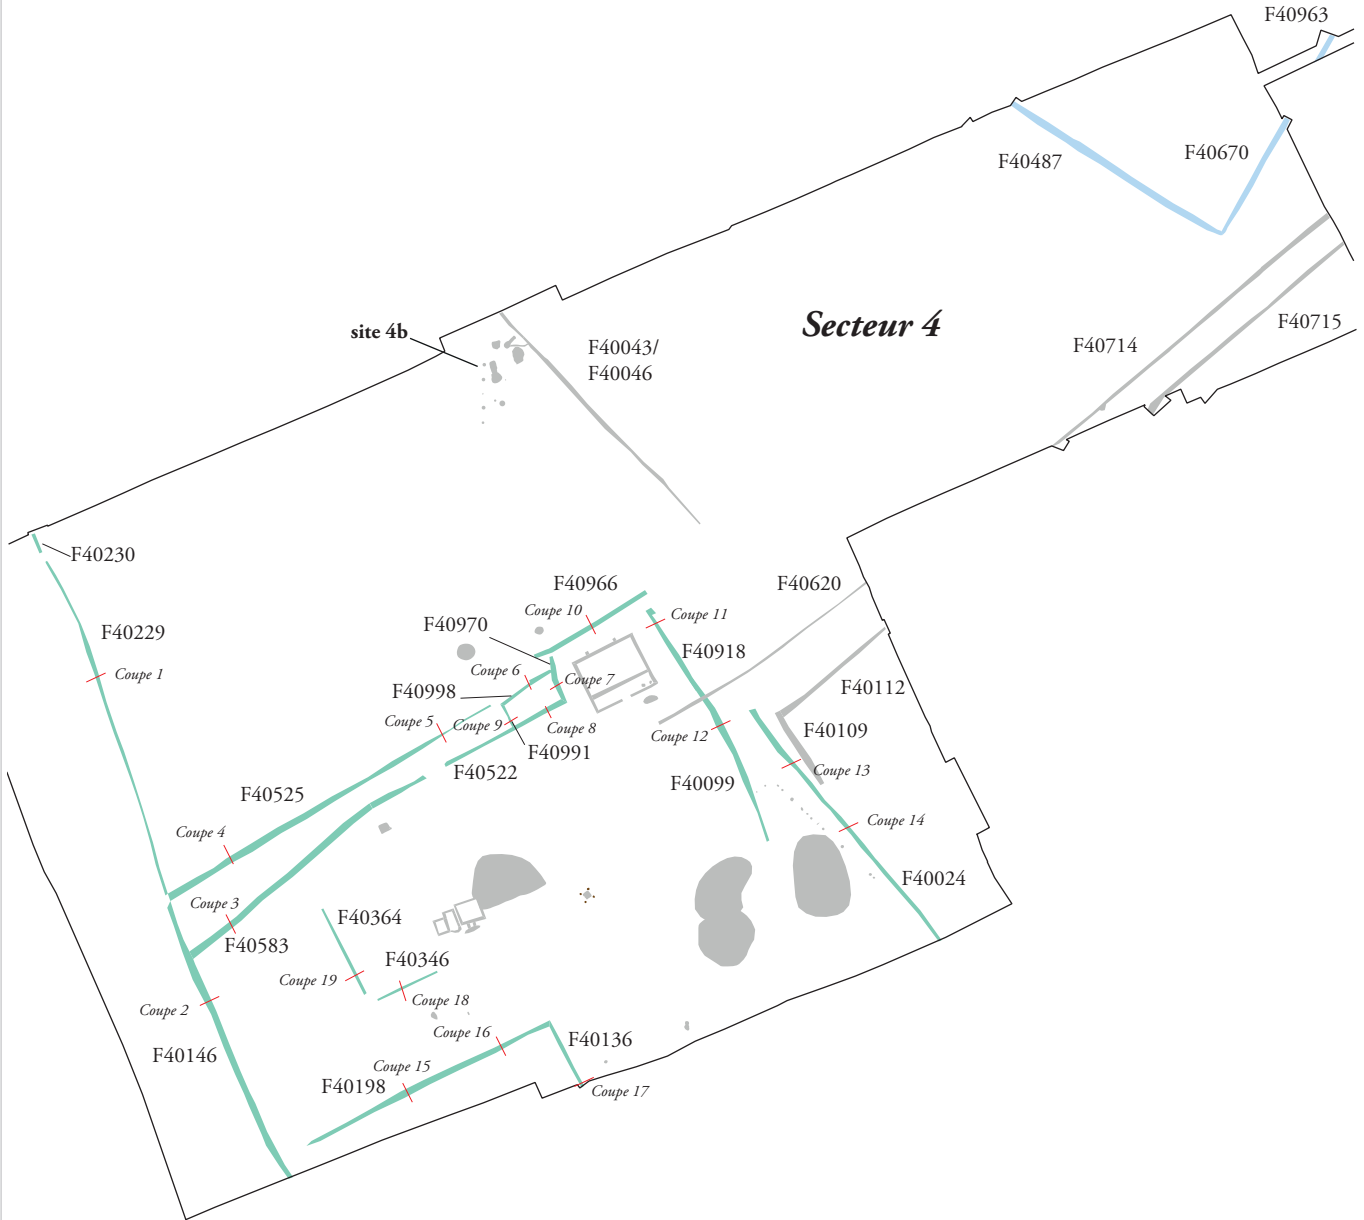 F40963
F40487
F40670
Secteur 4
site 4b
F40043/
F40046
F40714
F40715
F40230
F40966
F40620
Coupe 10
Coupe 11
F40970
F40229
F40918
Coupe 1
Coupe 6
Coupe 7
F40998
F40112
Coupe 5
Coupe 9
Coupe 8
Coupe 12
F40109
F40991
F40522
Coupe 13
F40099
F40525
Coupe 4
Coupe 14
F40024
Coupe 3
F40364
F40583
F40346
Coupe 19
Coupe 18
Coupe 2
Coupe 16
F40136
F40146
Coupe 15
F40198
Coupe 17